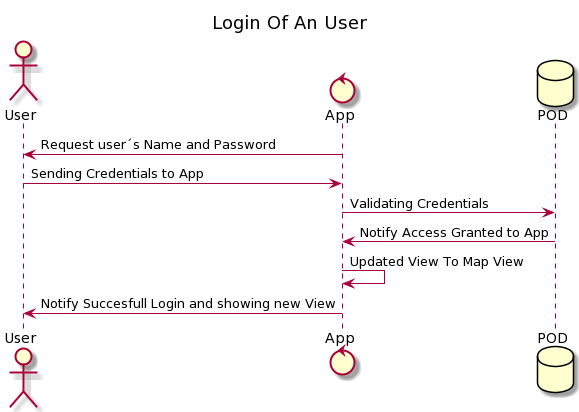 Login Of An User
User
App
POD
Request user´s Name and Password
Sending Credentials to App
Validating Credentials
Notify Access Granted to App
Updated View To Map View
Notify Succesfull Login and showing new View
User
App
POD